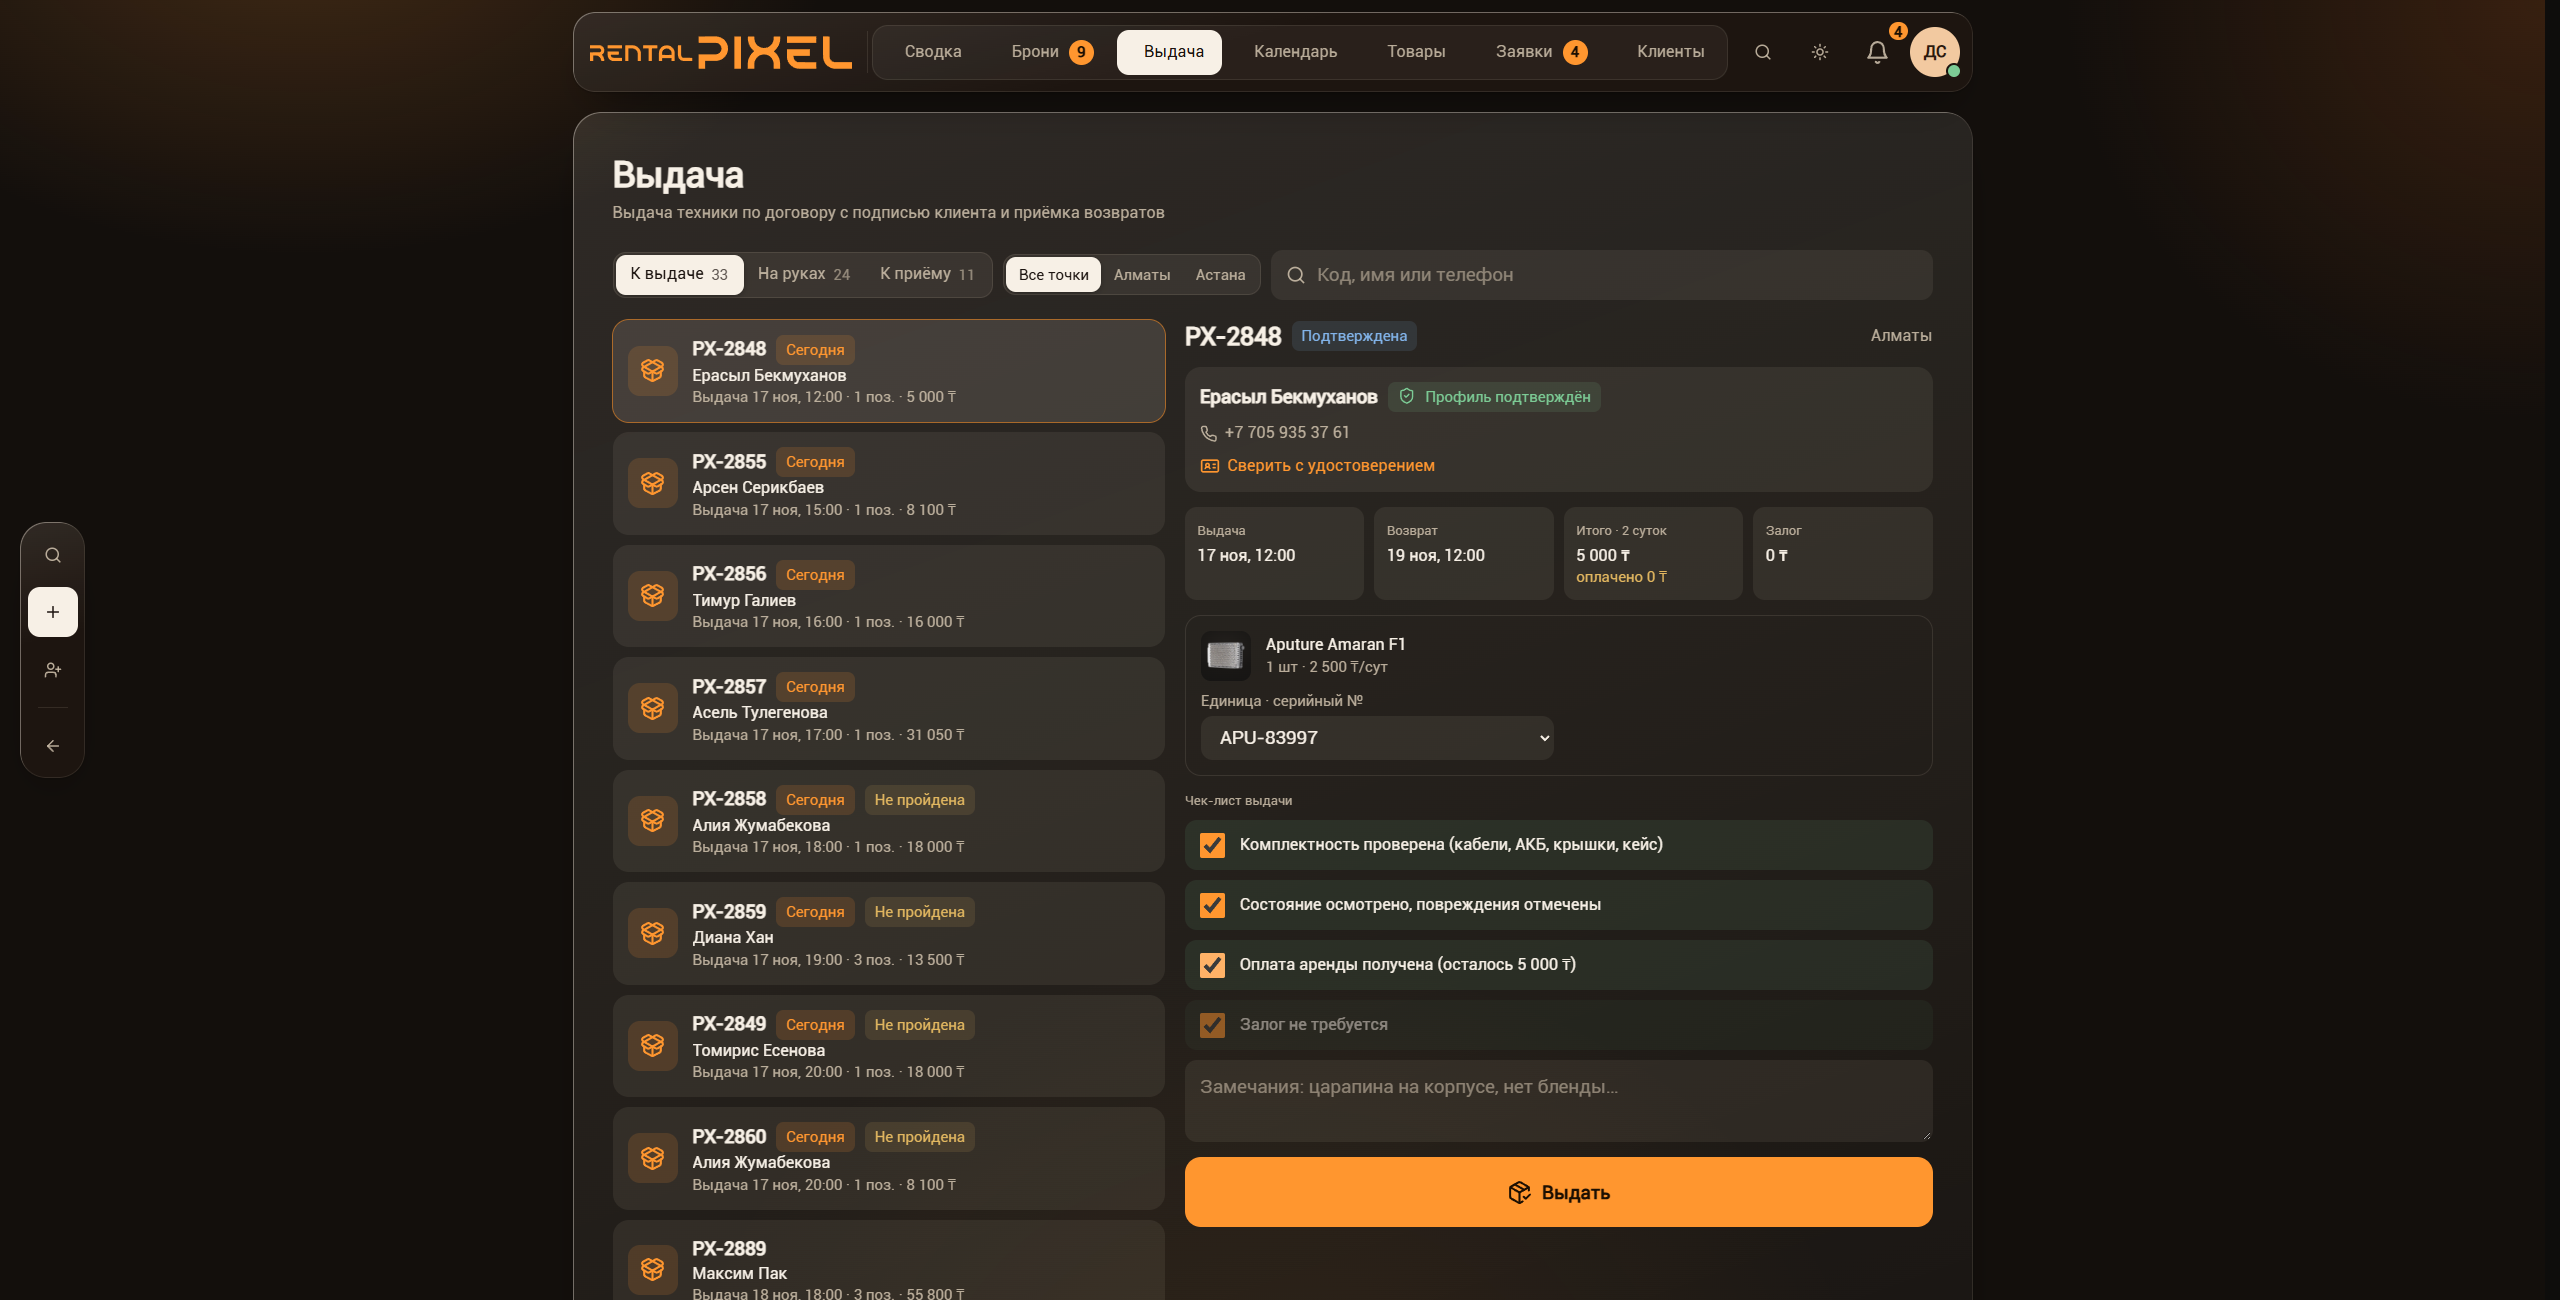 RENTAL PIXEL
Сводка
Брони 9
Выдача
Календарь
Товары
Заявки 4
Клиенты
4
ДС
Выдача
Выдача техники по договору с подписью клиента и приёмка возвратов
К выдаче 33
На руках 24
К приёму 11
Все точки
Алматы
Астана
Код, имя или телефон
PX-2848 Сегодня
Ерасыл Бекмуханов
Выдача 17 ноя, 12:00 · 1 поз. · 5 000 ₸
PX-2855 Сегодня
Арсен Серикбаев
Выдача 17 ноя, 15:00 · 1 поз. · 8 100 ₸
PX-2856 Сегодня
Тимур Галиев
Выдача 17 ноя, 16:00 · 1 поз. · 16 000 ₸
PX-2857 Сегодня
Асель Тулегенова
Выдача 17 ноя, 17:00 · 1 поз. · 31 050 ₸
PX-2858 Сегодня Не пройдена
Алия Жумабекова
Выдача 17 ноя, 18:00 · 1 поз. · 18 000 ₸
PX-2859 Сегодня Не пройдена
Диана Хан
Выдача 17 ноя, 19:00 · 3 поз. · 13 500 ₸
PX-2849 Сегодня Не пройдена
Томирис Есенова
Выдача 17 ноя, 20:00 · 1 поз. · 18 000 ₸
PX-2860 Сегодня Не пройдена
Алия Жумабекова
Выдача 17 ноя, 20:00 · 1 поз. · 8 100 ₸
PX-2889
Максим Пак
Выдача 18 ноя, 18:00 · 3 поз. · 55 800 ₸
PX-2848 Подтверждена
Алматы
Ерасыл Бекмуханов Профиль подтверждён
+7 705 935 37 61
Сверить с удостоверением
Выдача
17 ноя, 12:00
Возврат
19 ноя, 12:00
Итого · 2 суток
5 000 ₸
оплачено 0 ₸
Залог
0 ₸
Aputure Amaran F1
1 шт · 2 500 ₸/сут
Единица · серийный №
APU-83997
Чек-лист выдачи
Комплектность проверена (кабели, АКБ, крышки, кейс)
Состояние осмотрено, повреждения отмечены
Оплата аренды получена (осталось 5 000 ₸)
Залог не требуется
Замечания: царапина на корпусе, нет бленды...
Выдать